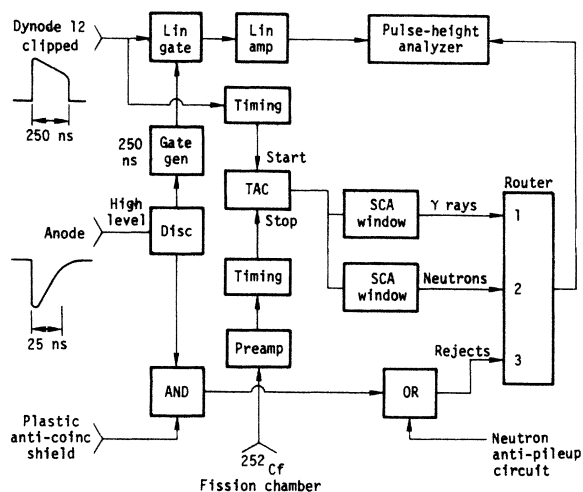 Dynode 12
clipped
Lin
gate
Lin
amp
Pulse-height
analyzer
250 ns
250
ns
Gate
gen
Timing
Start
TAC
Stop
Router
SCA
window
γ rays
1
High
level
Anode
Disc
25 ns
Timing
SCA
window
Neutrons
2
Preamp
Rejects
3
AND
OR
Plastic
anti-coinc
shield
252Cf
Fission chamber
Neutron
anti-pileup
circuit